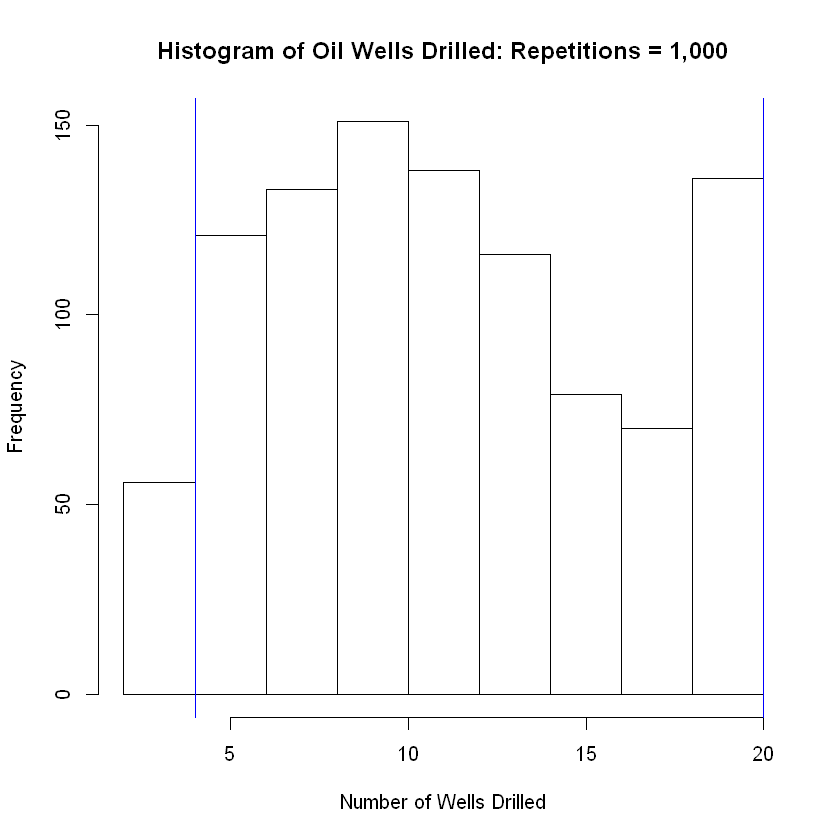 Histogram of Oil Wells Drilled: Repetitions = 1,000
150
100
50
0
Frequency
5 10 15 20
Number of Wells Drilled